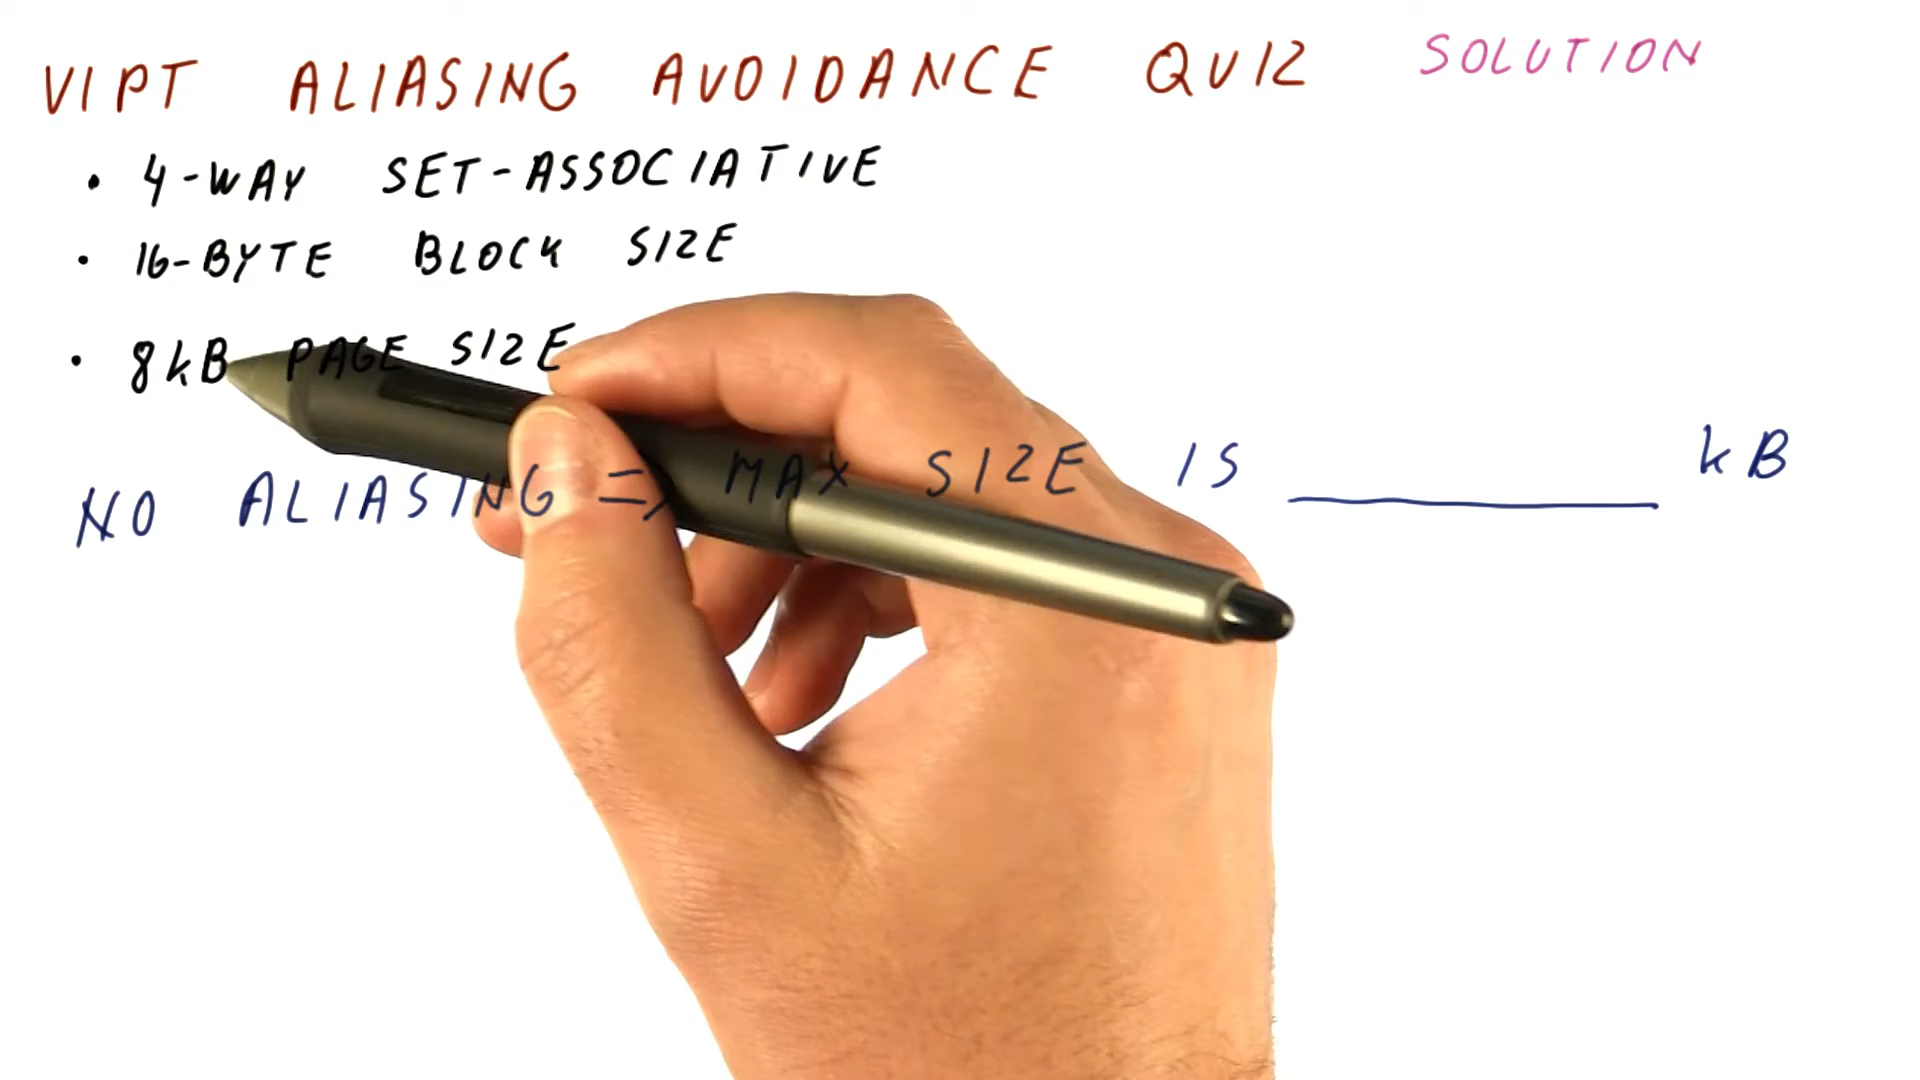 VIPT ALIASING AVOIDANCE QUIZ SOLUTION
• 4-WAY SET-ASSOCIATIVE
• 16-BYTE BLOCK SIZE
• 8kB PAGE SIZE
NO ALIASING => MAX SIZE IS ______ kB